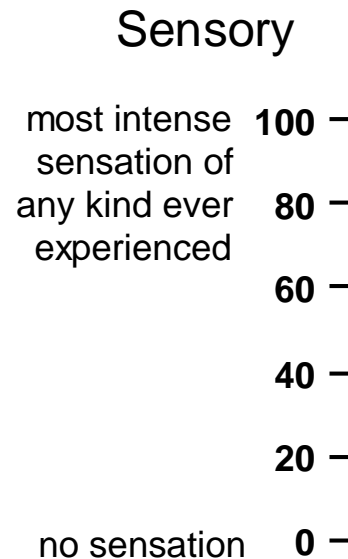 Sensory
most intense 100
sensation of
any kind ever 80
experienced
60
40
20
no sensation 0